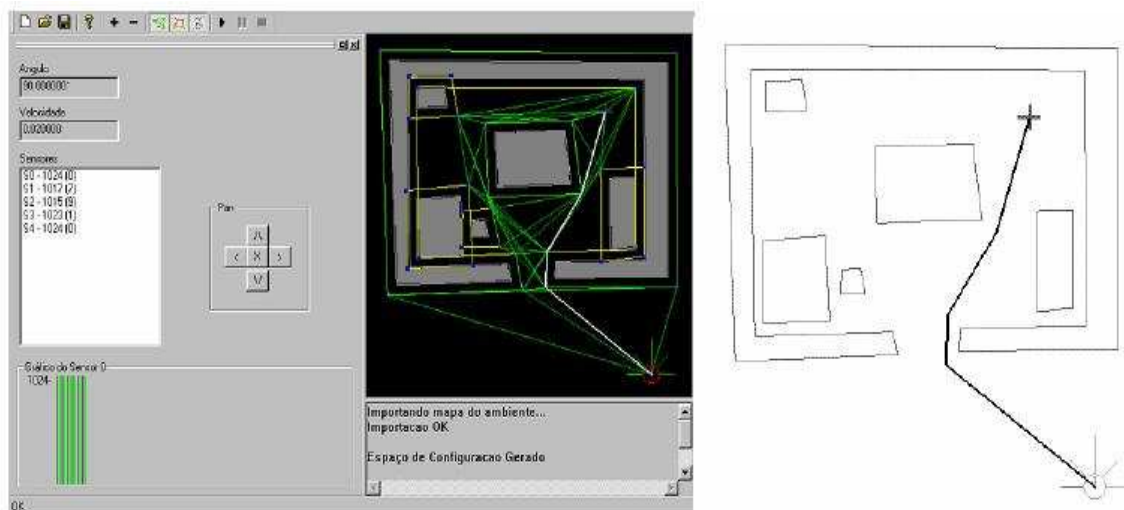 Angulo
90.000000°
Velocidade
0.020000
Sensores
S0 - 1024 (0)
S1 - 1012 (2)
S2 - 1015 (9)
S3 - 1023 (1)
S4 - 1024 (0)
Pan
/\
< X >
\/
Gráfico do Sensor 0
1024-
Importando mapa do ambiente...
Importacao OK
Espaço de Configuracao Gerado
OK